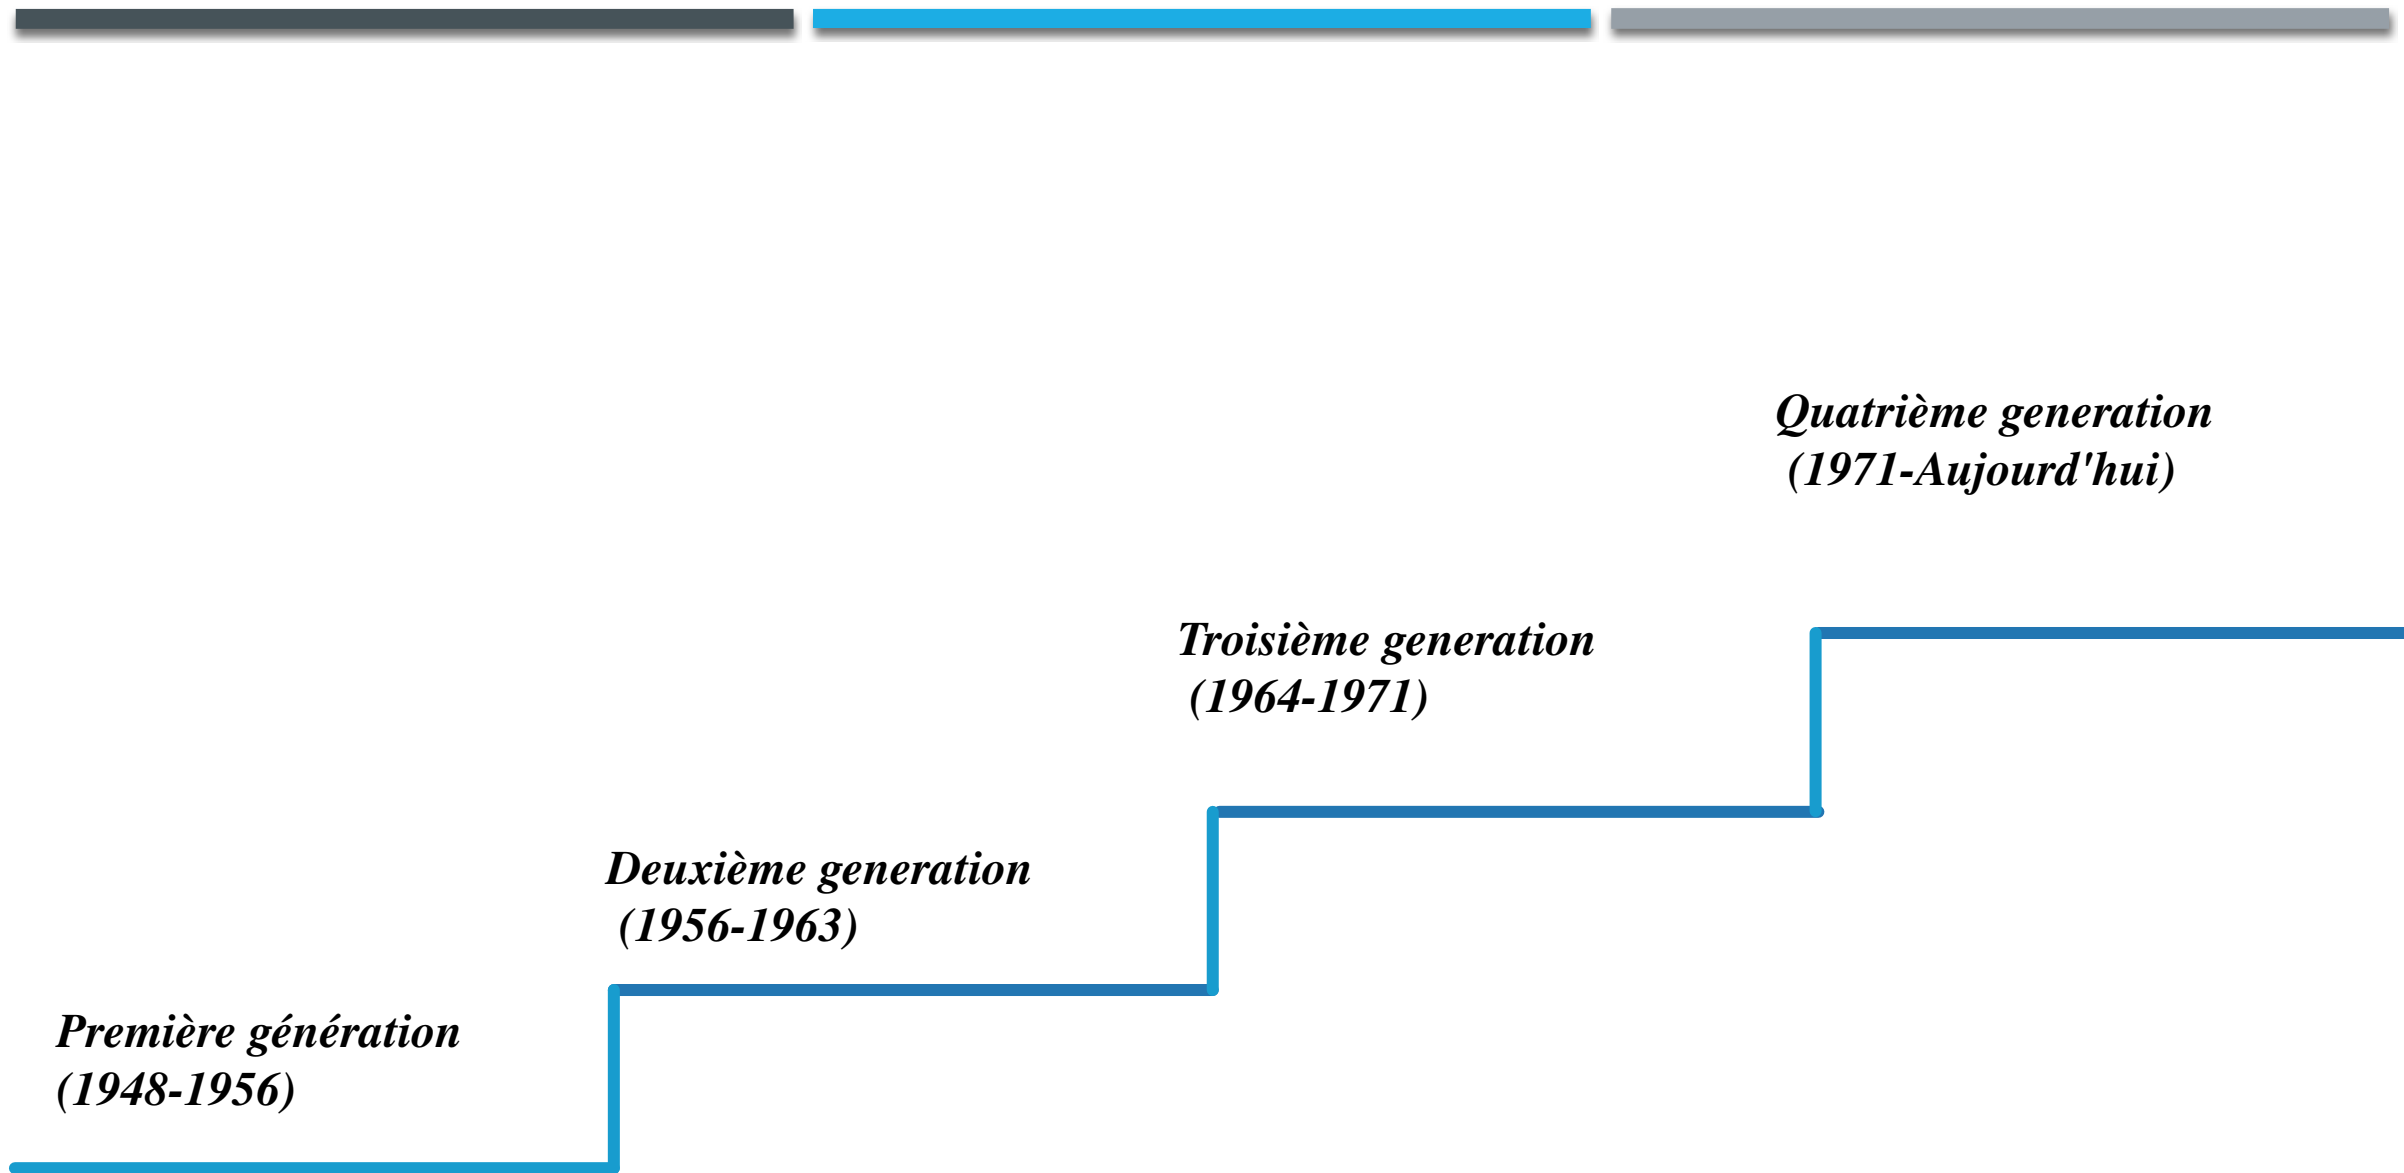 Quatrième generation
(1971-Aujourd'hui)
Troisième generation
(1964-1971)
Deuxième generation
(1956-1963)
Première génération
(1948-1956)